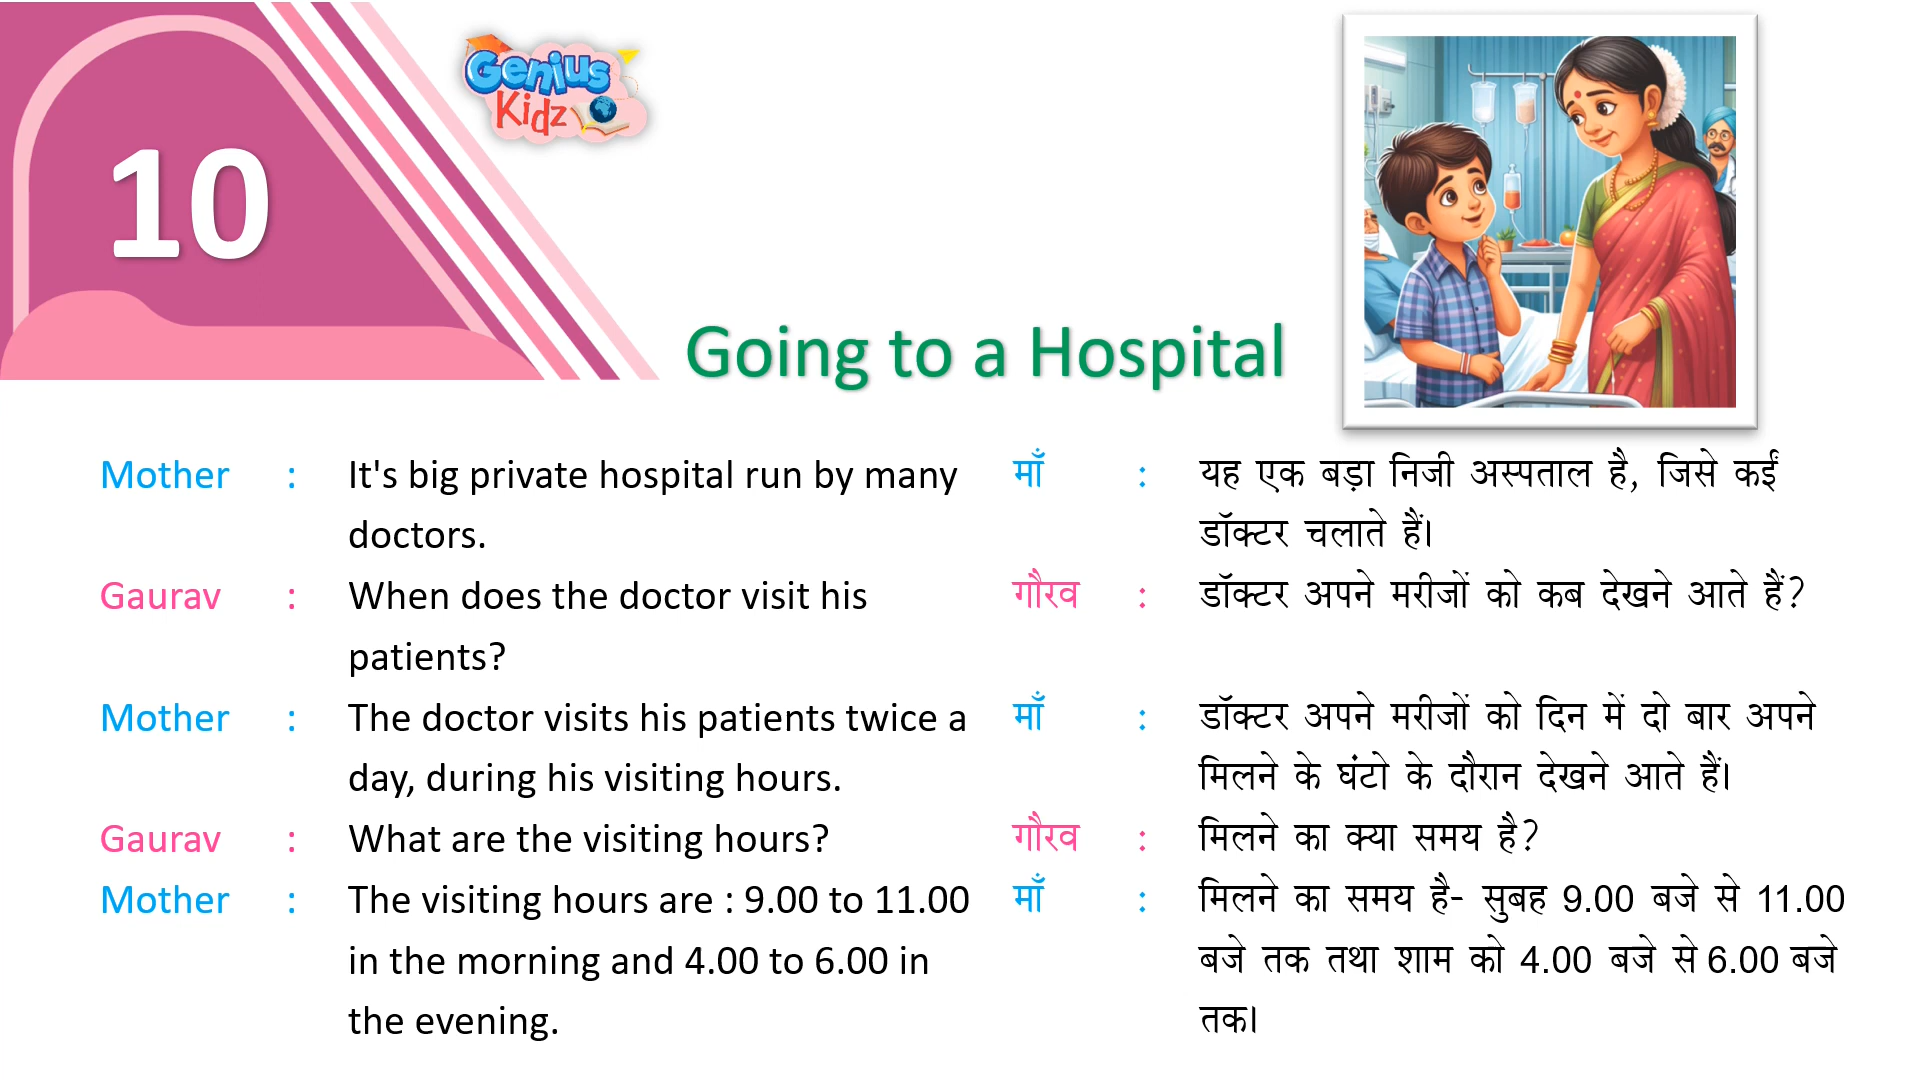 10
Genius
Kidz
Going to a Hospital
Mother : It's big private hospital run by many
doctors.
Gaurav : When does the doctor visit his
patients?
Mother : The doctor visits his patients twice a
day, during his visiting hours.
Gaurav : What are the visiting hours?
Mother : The visiting hours are : 9.00 to 11.00
in the morning and 4.00 to 6.00 in
the evening.
माँ : यह एक बड़ा निजी अस्पताल है, जिसे कईं
डॉक्टर चलाते हैं।
गौरव : डॉक्टर अपने मरीजों को कब देखने आते हैं?
माँ : डॉक्टर अपने मरीजों को दिन में दो बार अपने
मिलने के घंटो के दौरान देखने आते हैं।
गौरव : मिलने का क्या समय है?
माँ : मिलने का समय है- सुबह 9.00 बजे से 11.00
बजे तक तथा शाम को 4.00 बजे से 6.00 बजे
तक।